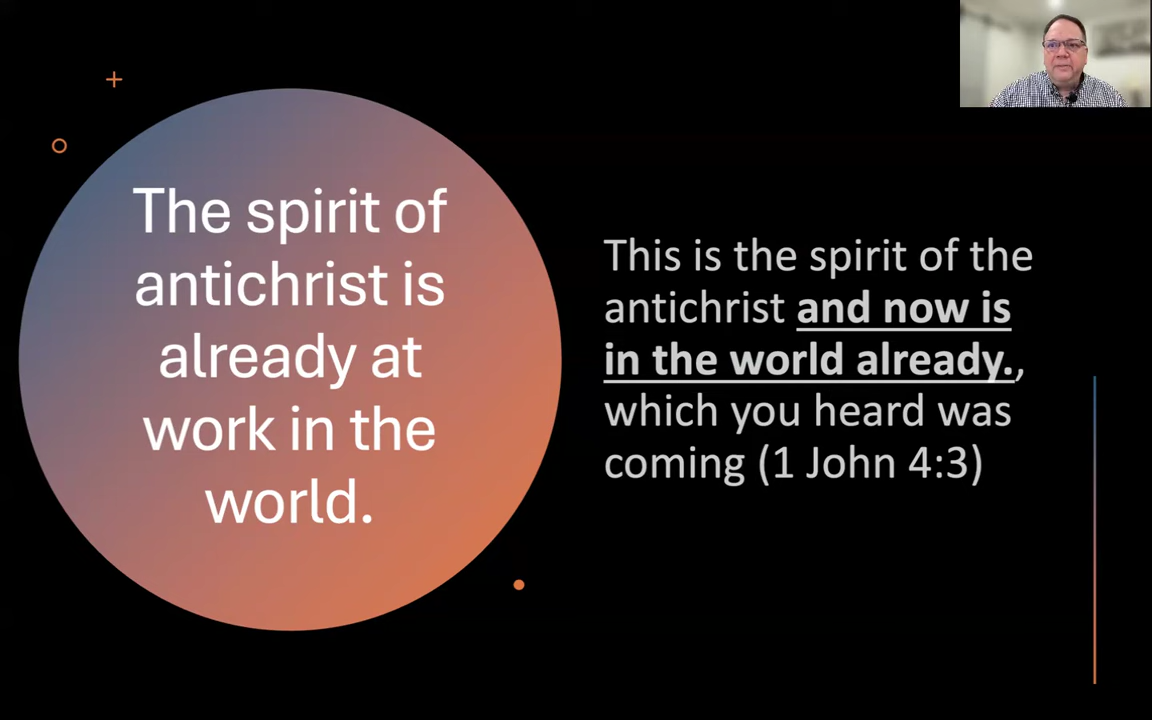 The spirit of
antichrist is
already at
work in the
world.
This is the spirit of the
antichrist and now is
in the world already.,
which you heard was
coming (1 John 4:3)